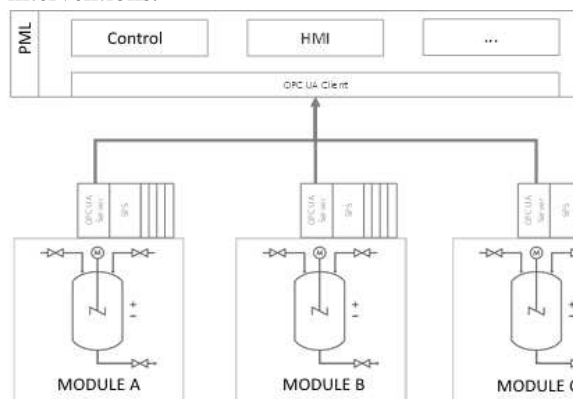 PML
Control
HMI
...
OPC UA Client
OPC UA
Server
SPS
OPC UA
Server
SPS
OPC UA
Server
SPS
M
M
M
+
−
+
−
+
−
MODULE A
MODULE B
MODULE C